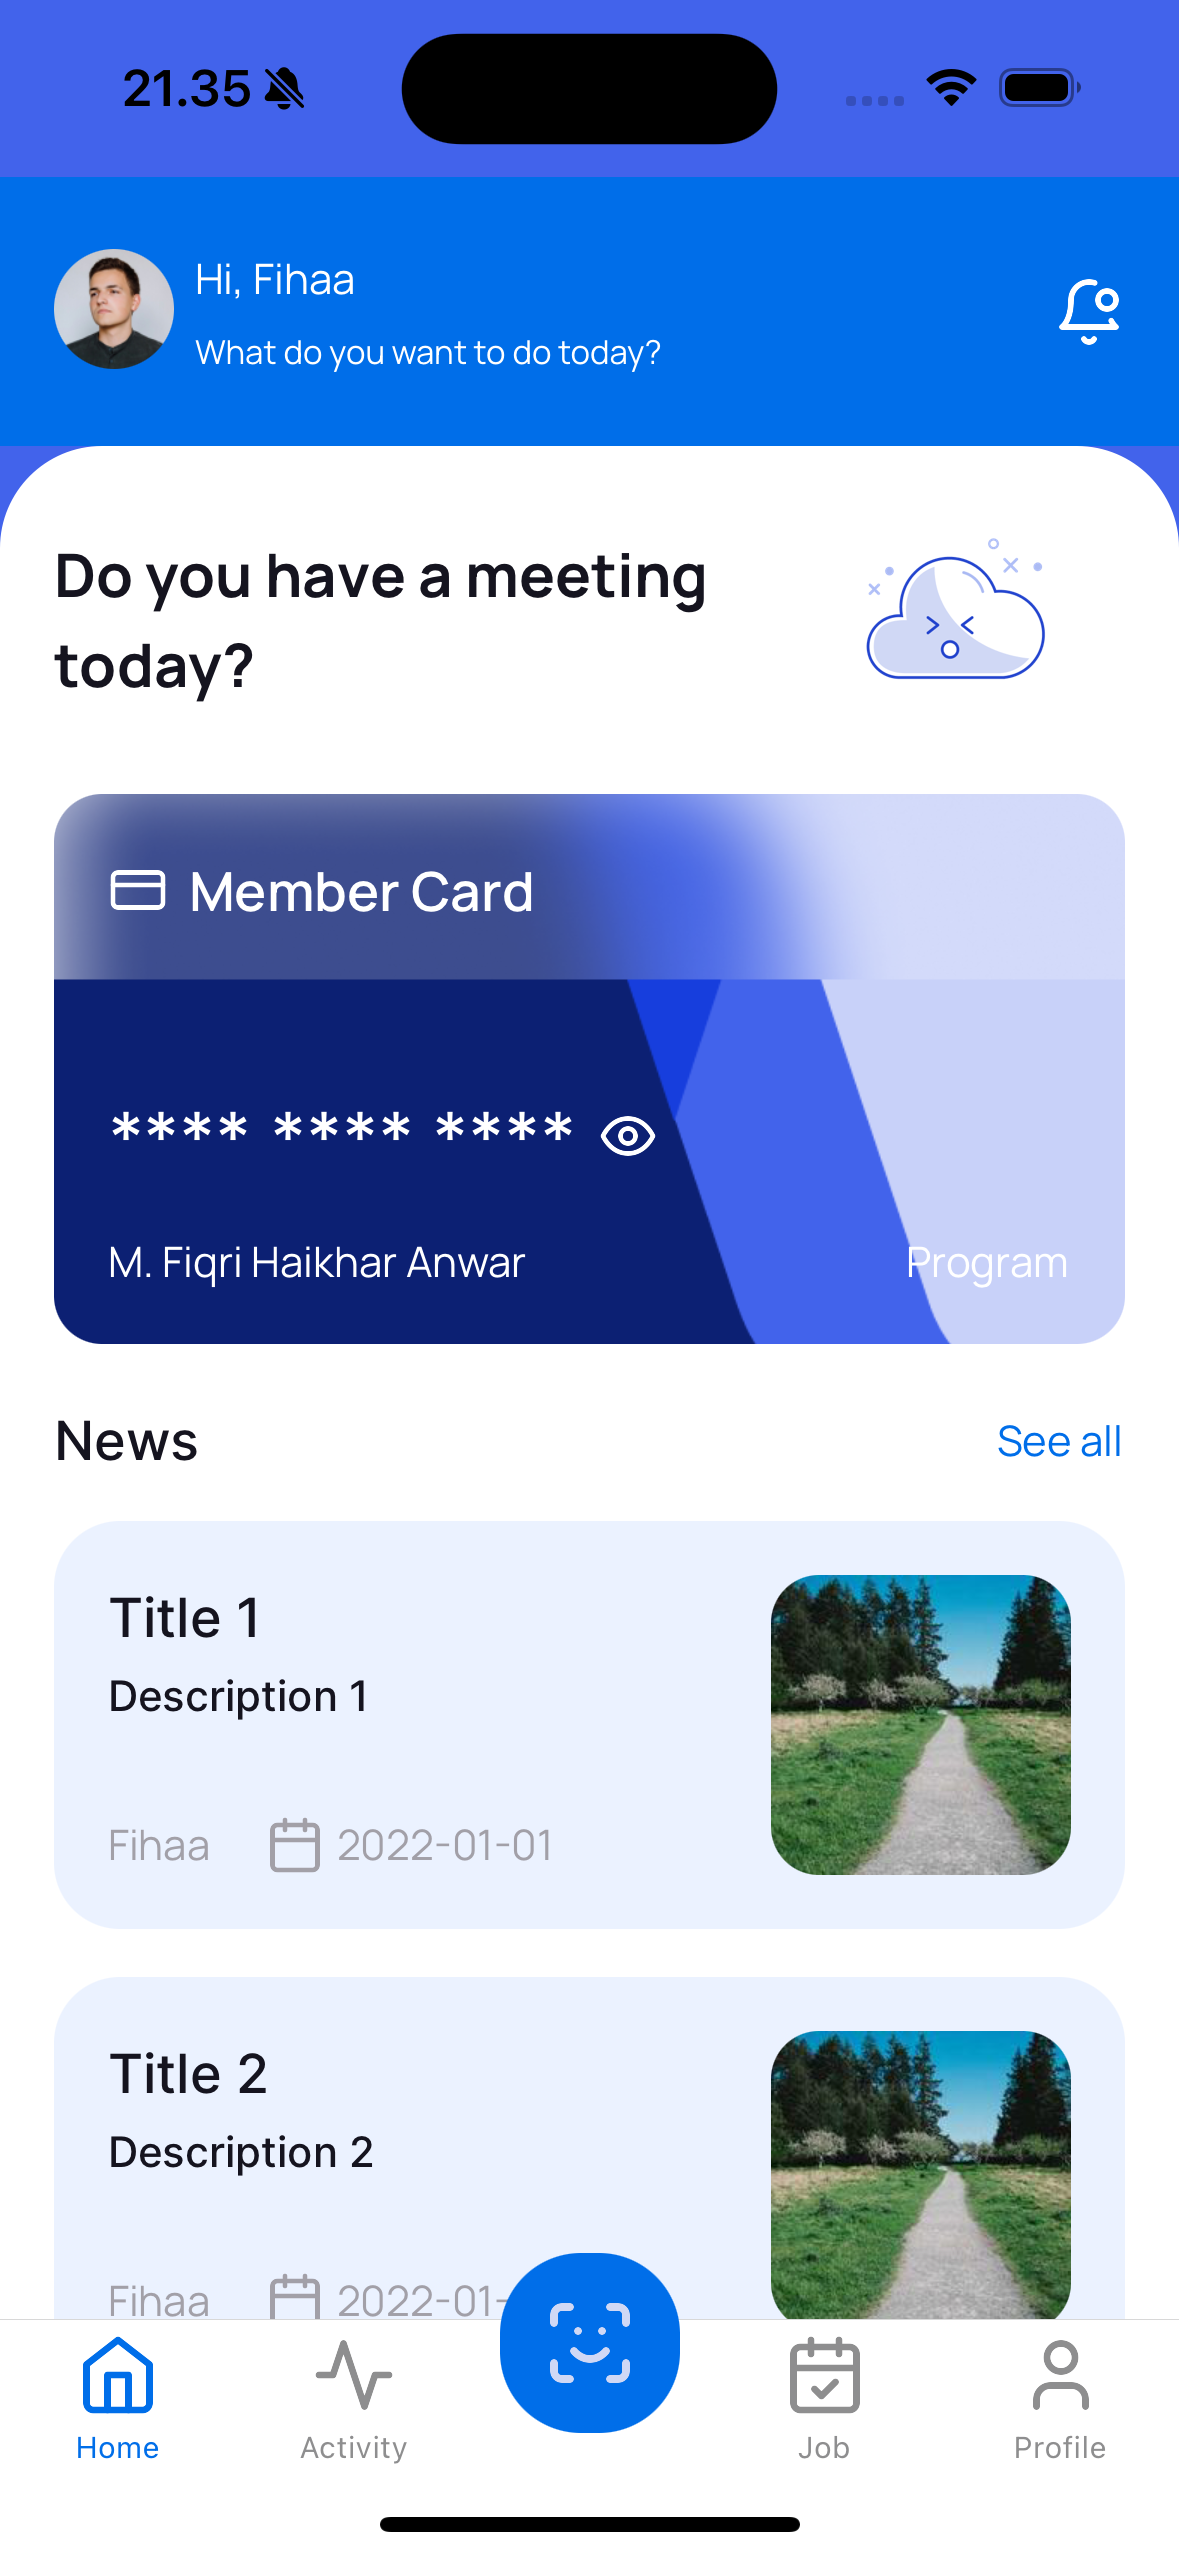 21.35
Hi, Fihaa
What do you want to do today?
Do you have a meeting
today?
Member Card
**** **** ****
M. Fiqri Haikhar Anwar
Program
News
See all
Title 1
Description 1
Fihaa
2022-01-01
Title 2
Description 2
Fihaa
2022-01-
Home
Activity
Job
Profile